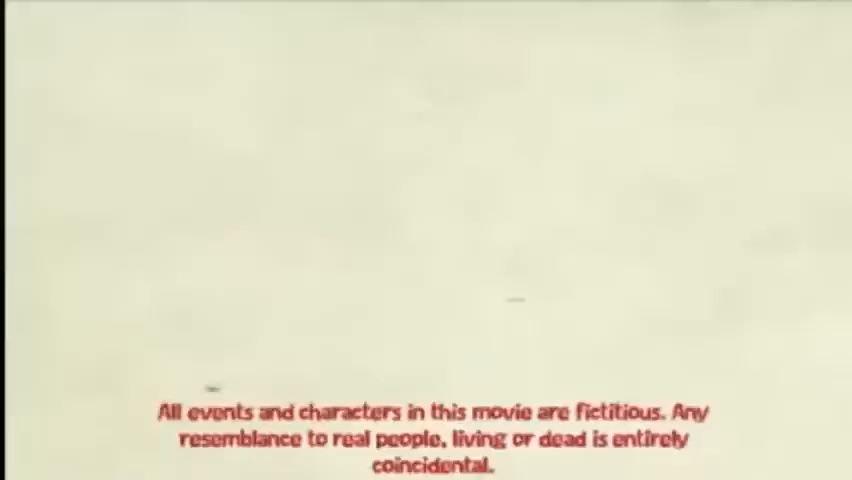 All events and characters in this movie are fictitious. Any
resemblance to real people, living or dead is entirely
coincidental.